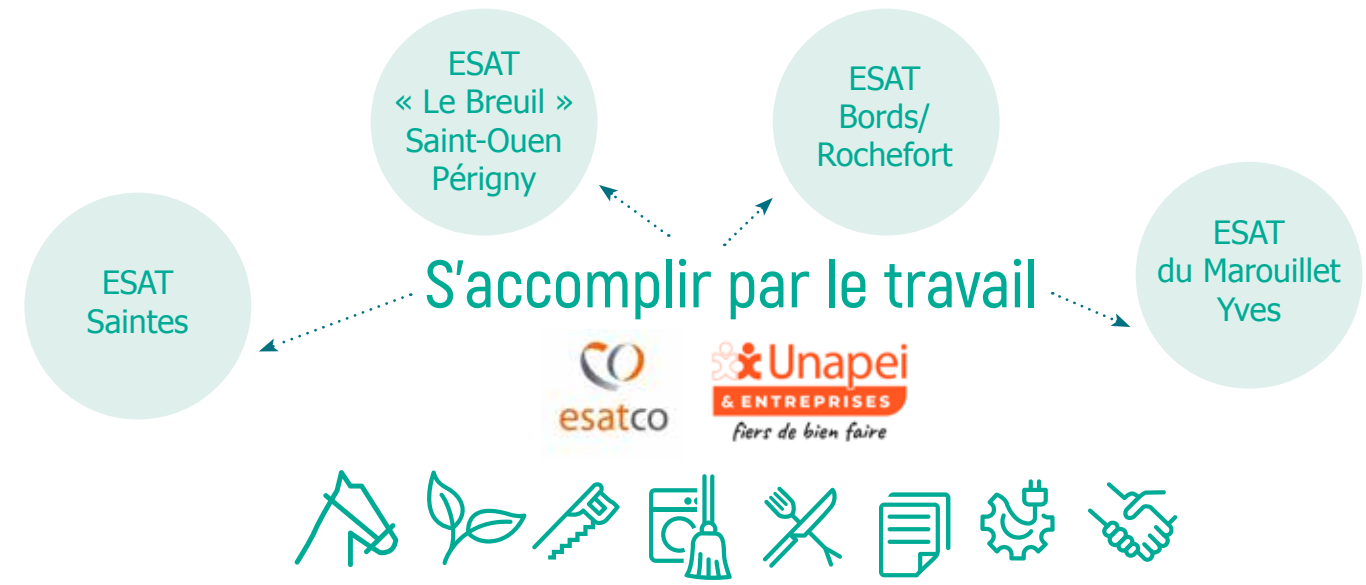 ESAT
« Le Breuil »
Saint-Ouen
Périgny
ESAT
Bords/
Rochefort
ESAT
Saintes
S'accomplir par le travail
ESAT
du Marouillet
Yves
esatco
Unapei
& ENTREPRISES
fiers de bien faire